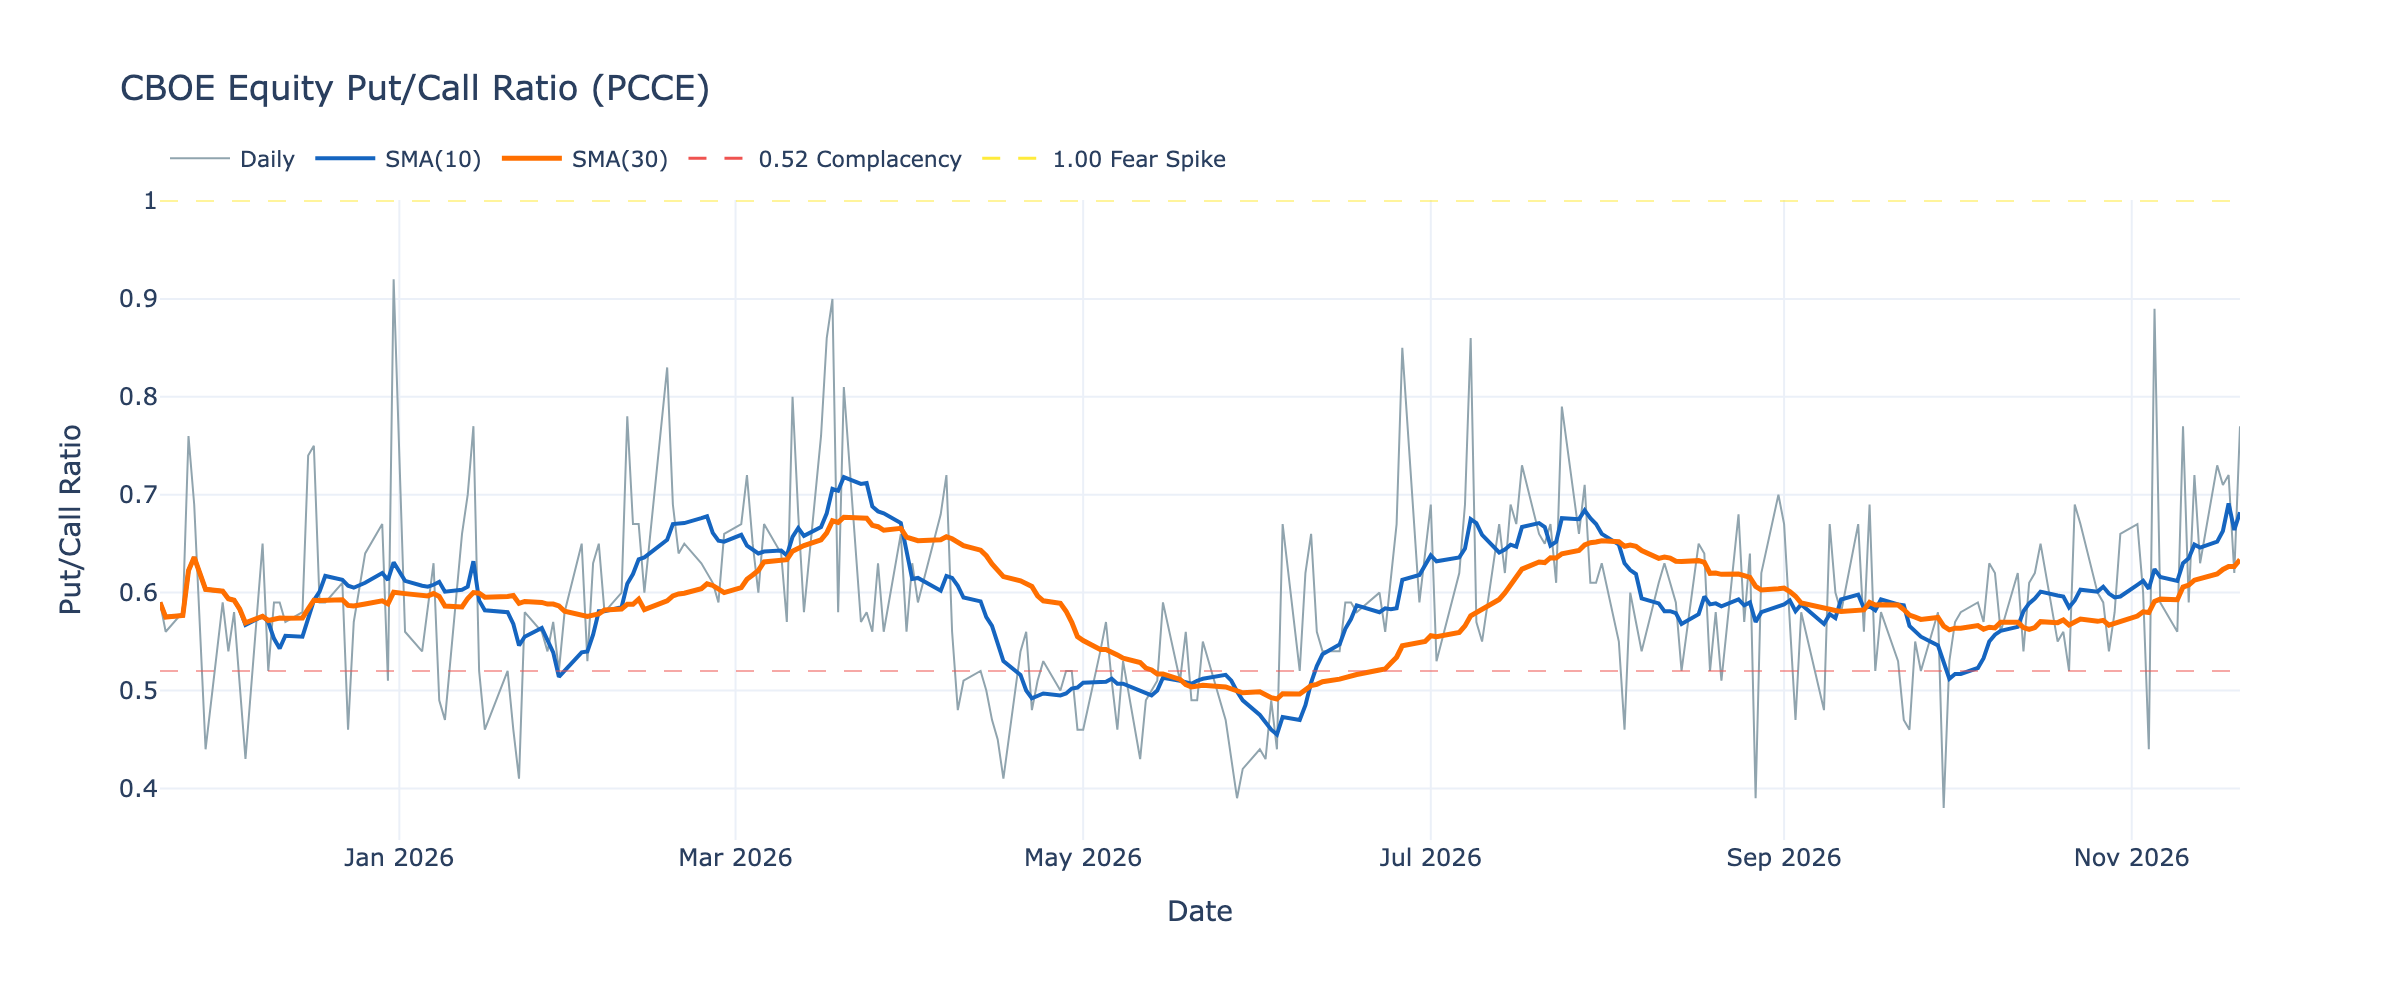 CBOE Equity Put/Call Ratio (PCCE)
Daily SMA(10) SMA(30) 0.52 Complacency 1.00 Fear Spike
1
0.9
0.8
0.7
0.6
0.5
0.4
Put/Call Ratio
Jan 2026 Mar 2026 May 2026 Jul 2026 Sep 2026 Nov 2026
Date